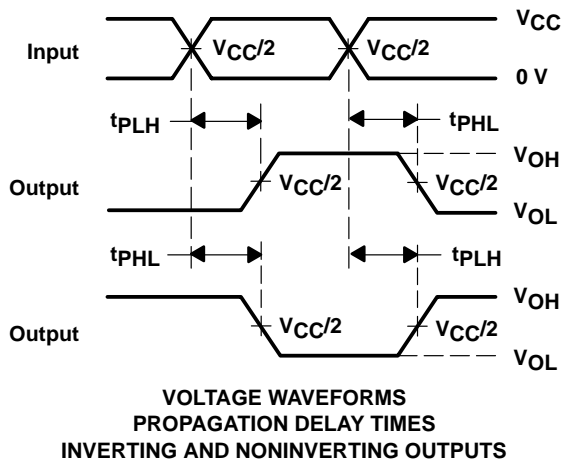 VCC
Input
VCC/2
VCC/2
0 V
tPLH
tPHL
VOH
Output
VCC/2
VCC/2
VOL
tPHL
tPLH
VOH
Output
VCC/2
VCC/2
VOL
VOLTAGE WAVEFORMS
PROPAGATION DELAY TIMES
INVERTING AND NONINVERTING OUTPUTS